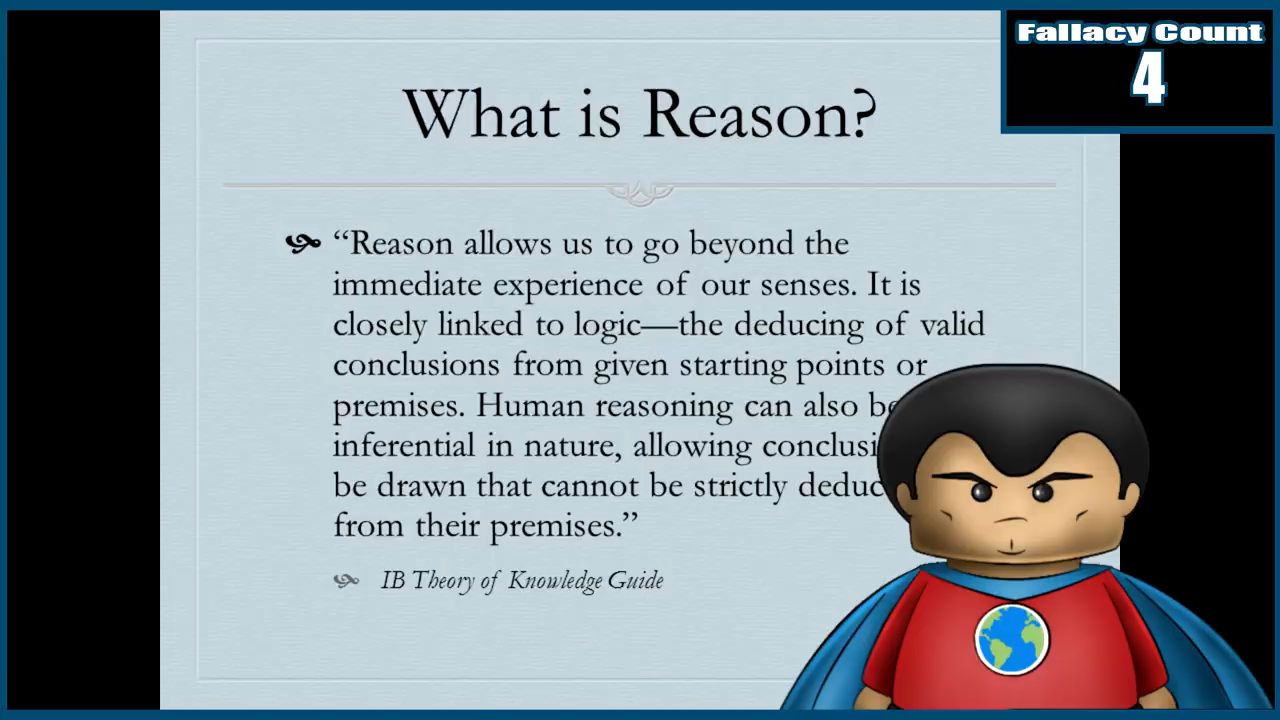 Fallacy Count
4
What is Reason?
“Reason allows us to go beyond the
immediate experience of our senses. It is
closely linked to logic—the deducing of valid
conclusions from given starting points or
premises. Human reasoning can also
inferential in nature, allowing
be drawn that cannot be strictly
from their premises.”
IB Theory of Knowledge Guide